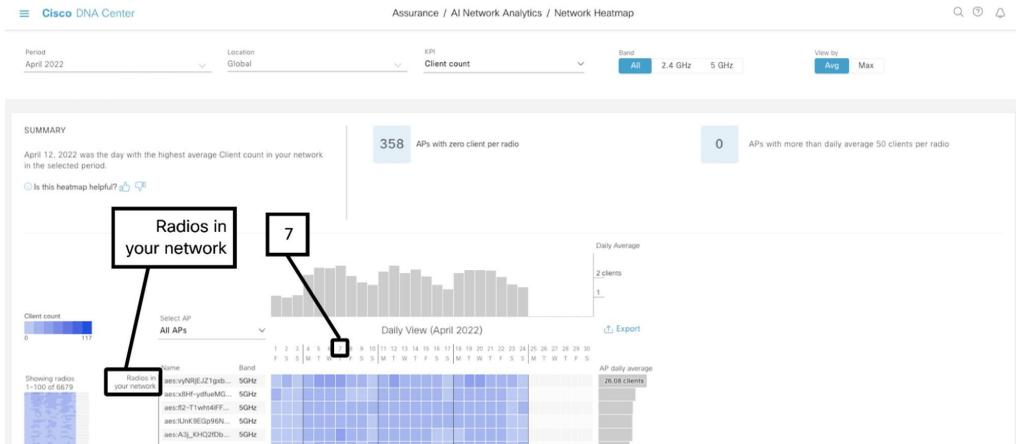 Cisco DNA Center
Assurance / AI Network Analytics / Network Heatmap
Period
April 2022
Location
Global
KPI
Client count
Band
All 2.4 GHz 5 GHz
View by
Avg Max
SUMMARY
April 12, 2022 was the day with the highest average Client count in your network
in the selected period.
Is this heatmap helpful?
358 APs with zero client per radio
0 APs with more than daily average 50 clients per radio
Radios in
your network
7
Daily Average
2 clients
1
Client count
0 117
Select AP
All APs
Daily View (April 2022)
Export
1 2 3 4 5 6 7 8 9 10 11 12 13 14 15 16 17 18 19 20 21 22 23 24 25 26 27 28 29 30
F S S M T W T F S S M T W T F S S M T W T F S S M T W T F S
Name Band
AP daily average
Showing radios
1-100 of 6679
Radios in
your network
aes:vyNRjEJZ1gxb... 5GHz
26.08 clients
aes:x8Hf-ydfueMG... 5GHz
aes:fl2-T1wht4iFF... 5GHz
aes:IUnK9EGp96N... 5GHz
aes:A3j_KHQ2fDb... 5GHz